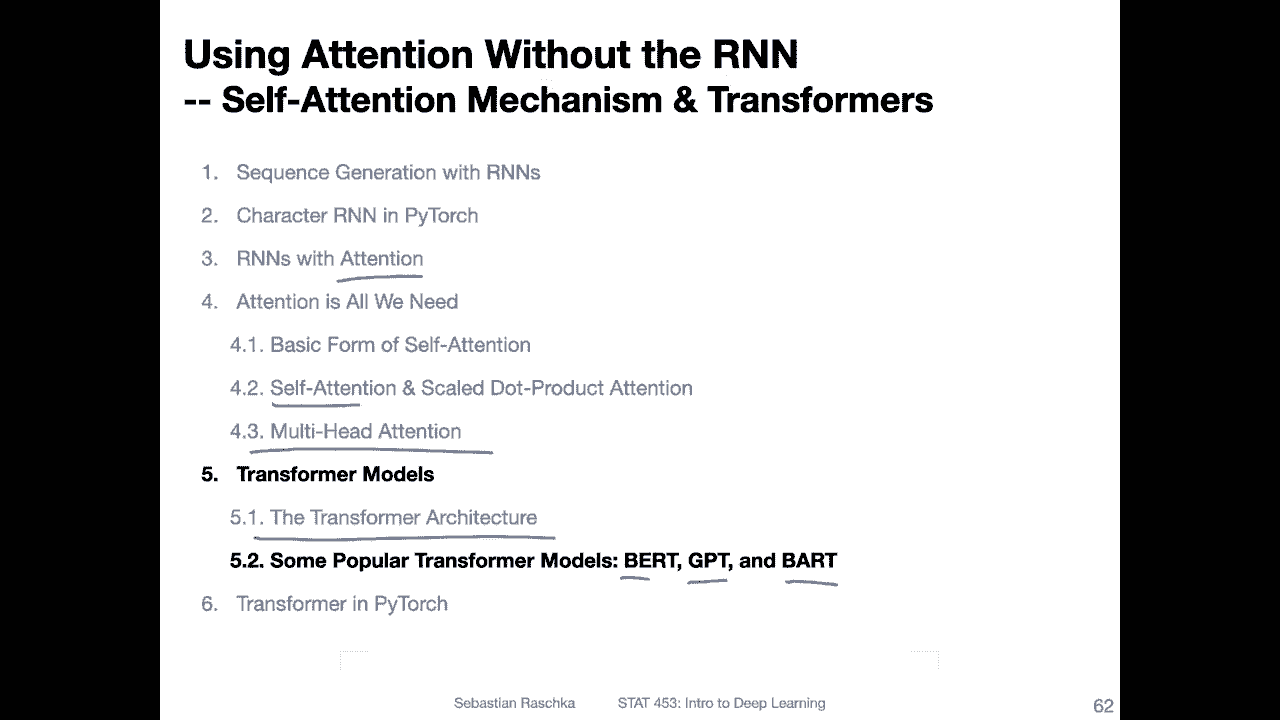 Using Attention Without the RNN
-- Self-Attention Mechanism & Transformers
1. Sequence Generation with RNNs
2. Character RNN in PyTorch
3. RNNs with Attention
4. Attention is All We Need
4.1. Basic Form of Self-Attention
4.2. Self-Attention & Scaled Dot-Product Attention
4.3. Multi-Head Attention
5. Transformer Models
5.1. The Transformer Architecture
5.2. Some Popular Transformer Models: BERT, GPT, and BART
6. Transformer in PyTorch
Sebastian Raschka STAT 453: Intro to Deep Learning 62